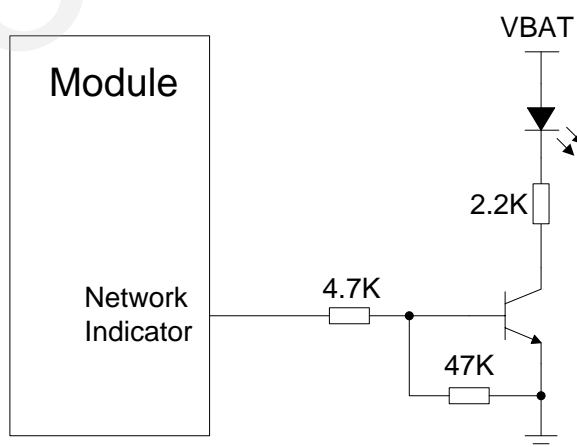 VBAT
Module
2.2K
4.7K
Network
Indicator
47K